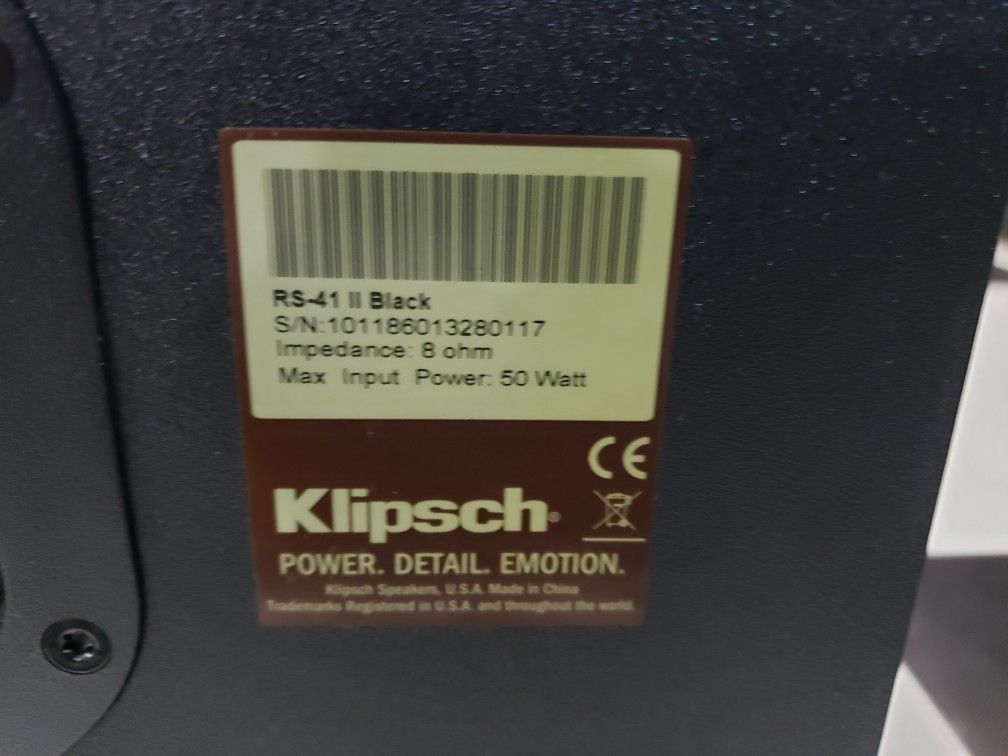 RS-41 II Black
S/N:101186013280117
Impedance: 8 ohm
Max Input Power: 50 Watt
CE
Klipsch®
POWER. DETAIL. EMOTION.
Klipsch Speakers, U.S.A. Made in China
Trademarks Registered in U.S.A. and throughout the world.